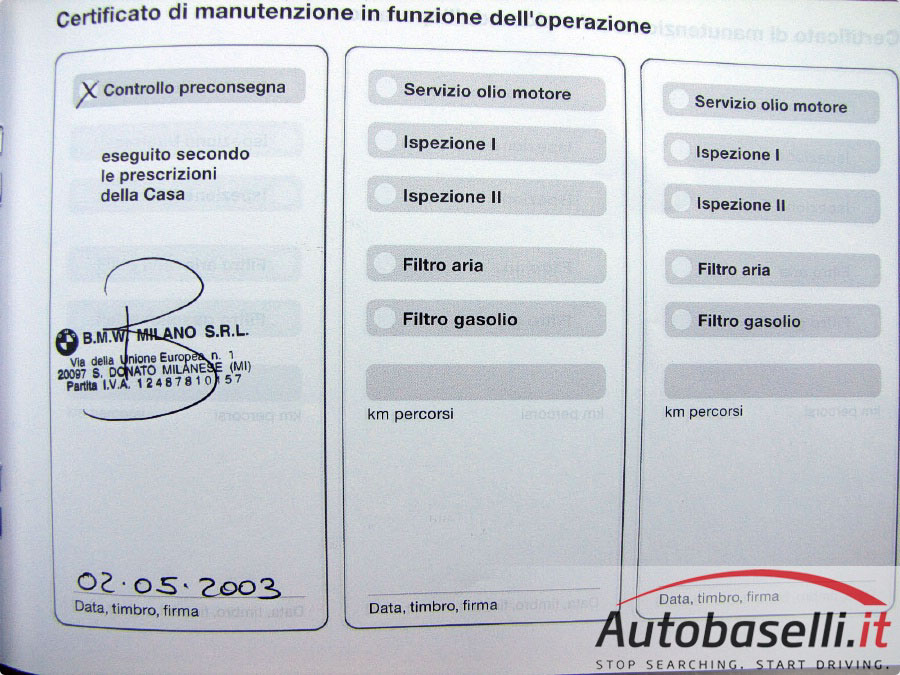 Certificato di manutenzione in funzione dell'operazione
X Controllo preconsegna
eseguito secondo
le prescrizioni
della Casa
B.M.W. MILANO S.R.L.
Via della Unione Europea n. 1
20097 S. DONATO MILANESE (MI)
Partita I.V.A. 12487810157
02.05.2003
Data, timbro, firma
Servizio olio motore
Ispezione I
Ispezione II
Filtro aria
Filtro gasolio
km percorsi
Data, timbro, firma
Servizio olio motore
Ispezione I
Ispezione II
Filtro aria
Filtro gasolio
km percorsi
Data, timbro, firma
Autobaselli.it
STOP SEARCHING. START DRIVING.